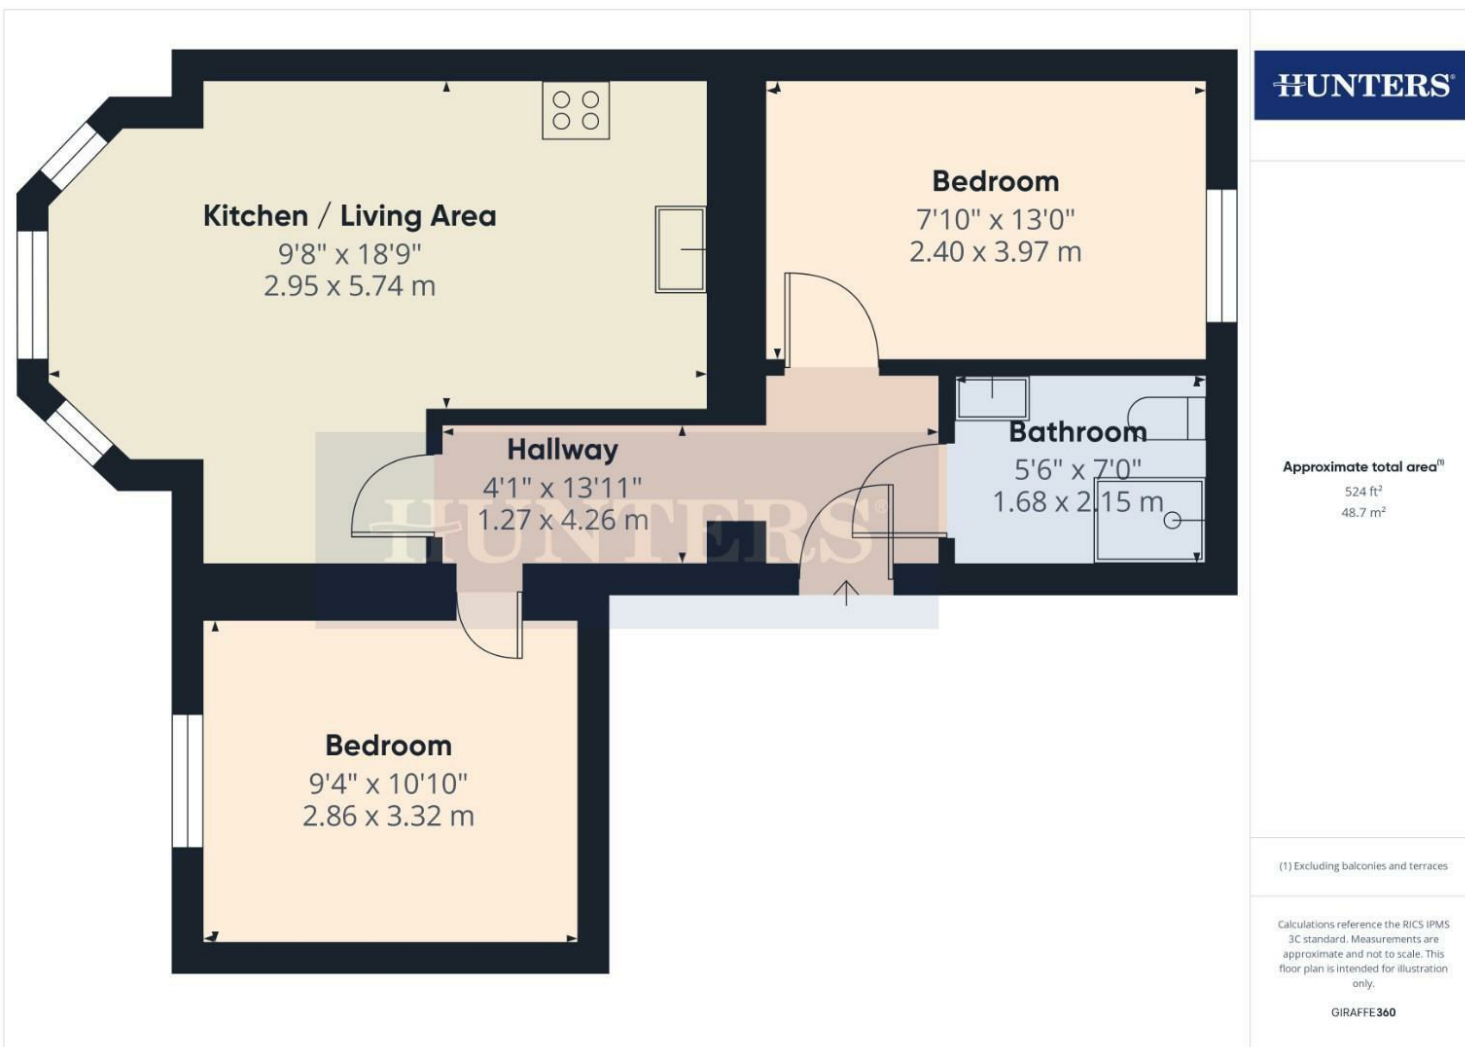 HUNTERS®
Kitchen / Living Area
9'8" x 18'9"
2.95 x 5.74 m
Bedroom
7'10" x 13'0"
2.40 x 3.97 m
Hallway
4'1" x 13'11"
1.27 x 4.26 m
Bathroom
5'6" x 7'0"
1.68 x 2.15 m
HUNTERS®
Bedroom
9'4" x 10'10"
2.86 x 3.32 m
Approximate total area⁽¹⁾
524 ft²
48.7 m²
(1) Excluding balconies and terraces
Calculations reference the RICS IPMS
3C standard. Measurements are
approximate and not to scale. This
floor plan is intended for illustration
only.
GIRAFFE360